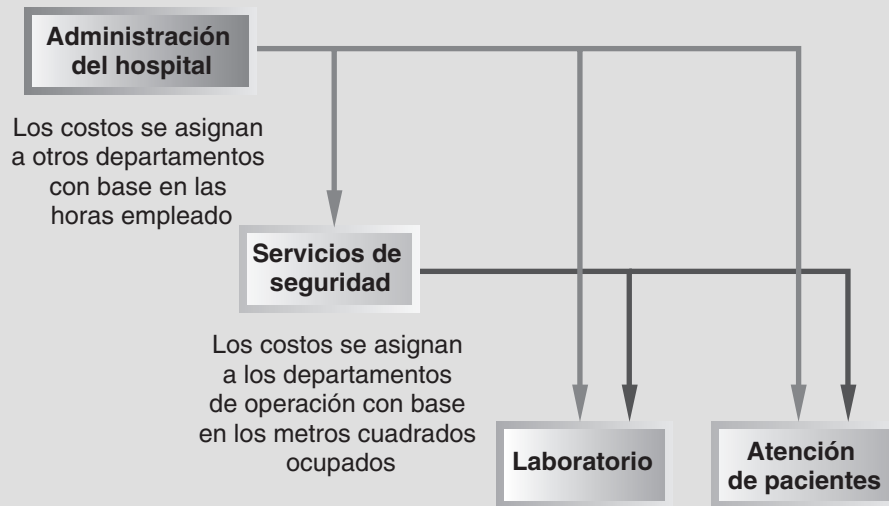 Administración
del hospital
Los costos se asignan
a otros departamentos
con base en las
horas empleado
Servicios de
seguridad
Los costos se asignan
a los departamentos
de operación con base
en los metros cuadrados
ocupados
Laboratorio
Atención
de pacientes